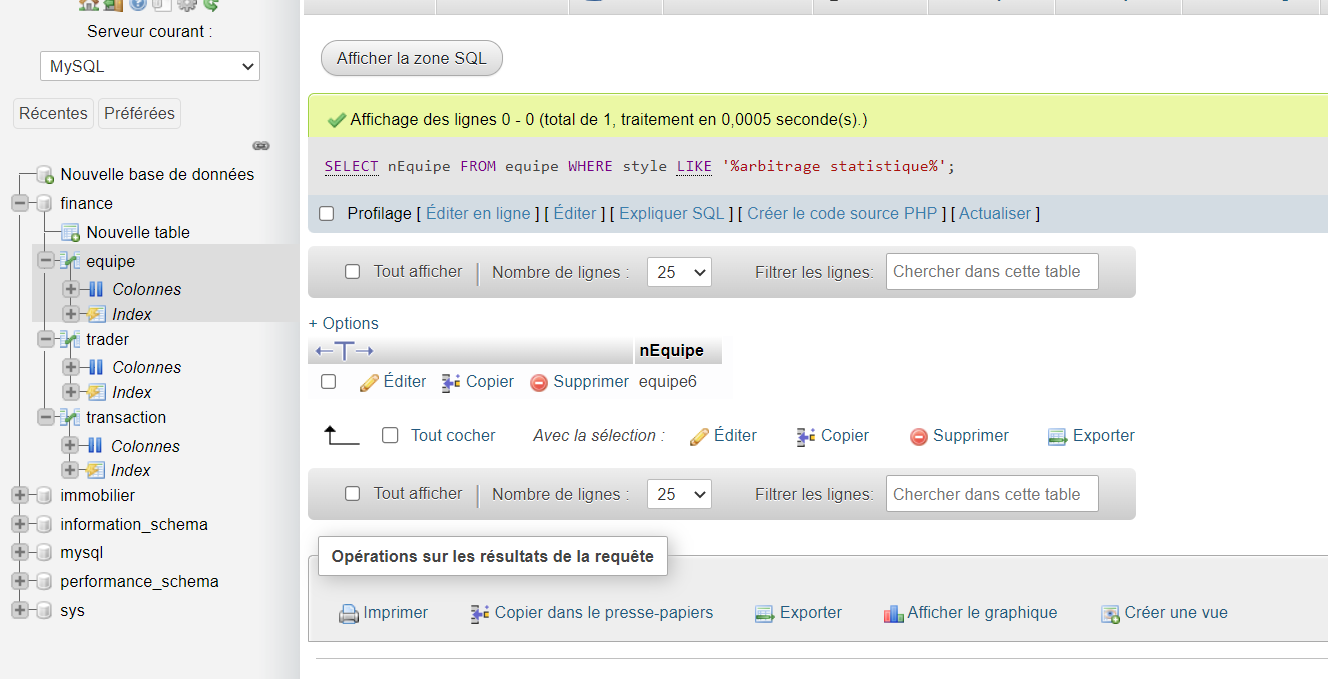 Serveur courant :
MySQL
Récentes Préférées
Nouvelle base de données
finance
Nouvelle table
equipe
Colonnes
Index
trader
Colonnes
Index
transaction
Colonnes
Index
immobilier
information_schema
mysql
performance_schema
sys
Afficher la zone SQL
Affichage des lignes 0 - 0 (total de 1, traitement en 0,0005 seconde(s).)
SELECT nEquipe FROM equipe WHERE style LIKE '%arbitrage statistique%';
Profilage [ Éditer en ligne ] [ Éditer ] [ Expliquer SQL ] [ Créer le code source PHP ] [ Actualiser ]
Tout afficher Nombre de lignes : 25 Filtrer les lignes: Chercher dans cette table
+ Options
nEquipe
Éditer Copier Supprimer equipe6
Tout cocher Avec la sélection : Éditer Copier Supprimer Exporter
Tout afficher Nombre de lignes : 25 Filtrer les lignes: Chercher dans cette table
Opérations sur les résultats de la requête
Imprimer Copier dans le presse-papiers Exporter Afficher le graphique Créer une vue